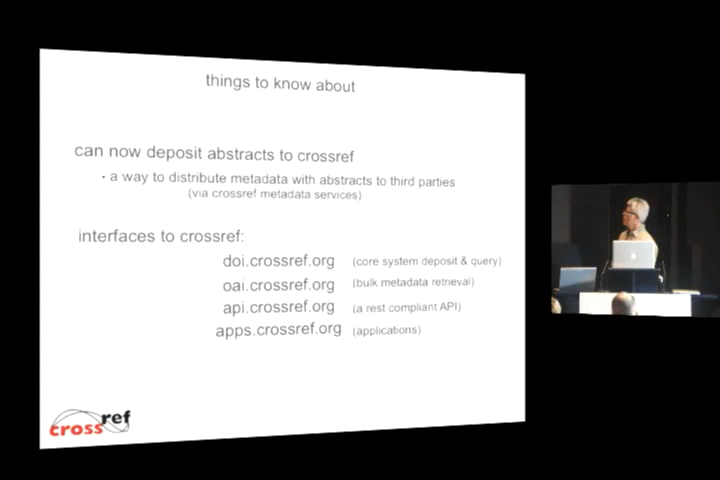 things to know about
can now deposit abstracts to crossref
· a way to distribute metadata with abstracts to third parties
(via crossref metadata services)
interfaces to crossref:
doi.crossref.org (core system deposit & query)
oai.crossref.org (bulk metadata retrieval)
api.crossref.org (a rest compliant API)
apps.crossref.org (applications)
crossref